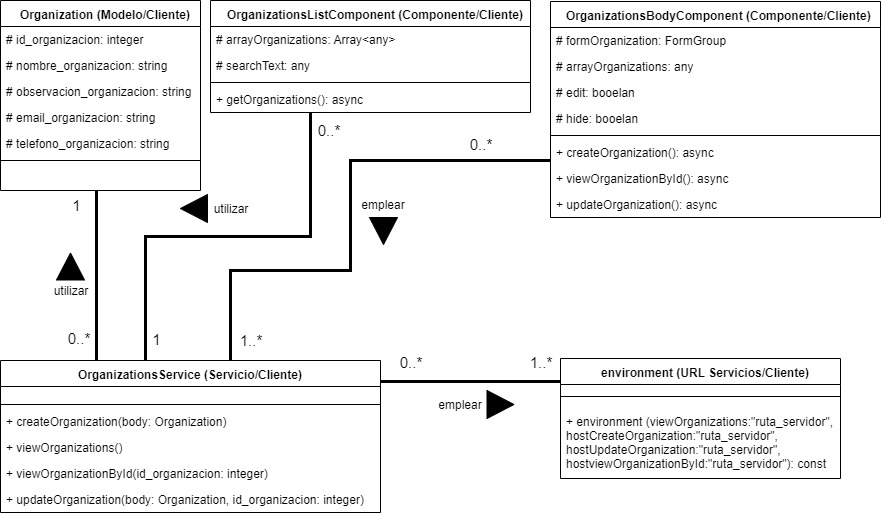 Organization (Modelo/Cliente)
# id_organizacion: integer
# nombre_organizacion: string
# observacion_organizacion: string
# email_organizacion: string
# telefono_organizacion: string
OrganizationsListComponent (Componente/Cliente)
# arrayOrganizations: Array<any>
# searchText: any
+ getOrganizations(): async
OrganizationsBodyComponent (Componente/Cliente)
# formOrganization: FormGroup
# arrayOrganizations: any
# edit: booelan
# hide: booelan
+ createOrganization(): async
+ viewOrganizationById(): async
+ updateOrganization(): async
0..*
0..*
1
utilizar
emplear
utilizar
0..*
1
1..*
OrganizationsService (Servicio/Cliente)
+ createOrganization(body: Organization)
+ viewOrganizations()
+ viewOrganizationById(id_organizacion: integer)
+ updateOrganization(body: Organization, id_organizacion: integer)
0..*
1..*
emplear
environment (URL Servicios/Cliente)
+ environment (viewOrganizations:"ruta_servidor",
hostCreateOrganization:"ruta_servidor",
hostUpdateOrganization:"ruta_servidor",
hostviewOrganizationById:"ruta_servidor"): const